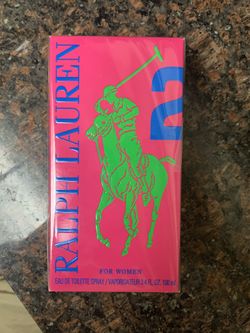 RALPH LAUREN
2
FOR WOMEN
EAU DE TOILETTE SPRAY / VAPORISATEUR 3.4 FL. OZ. 100 ml